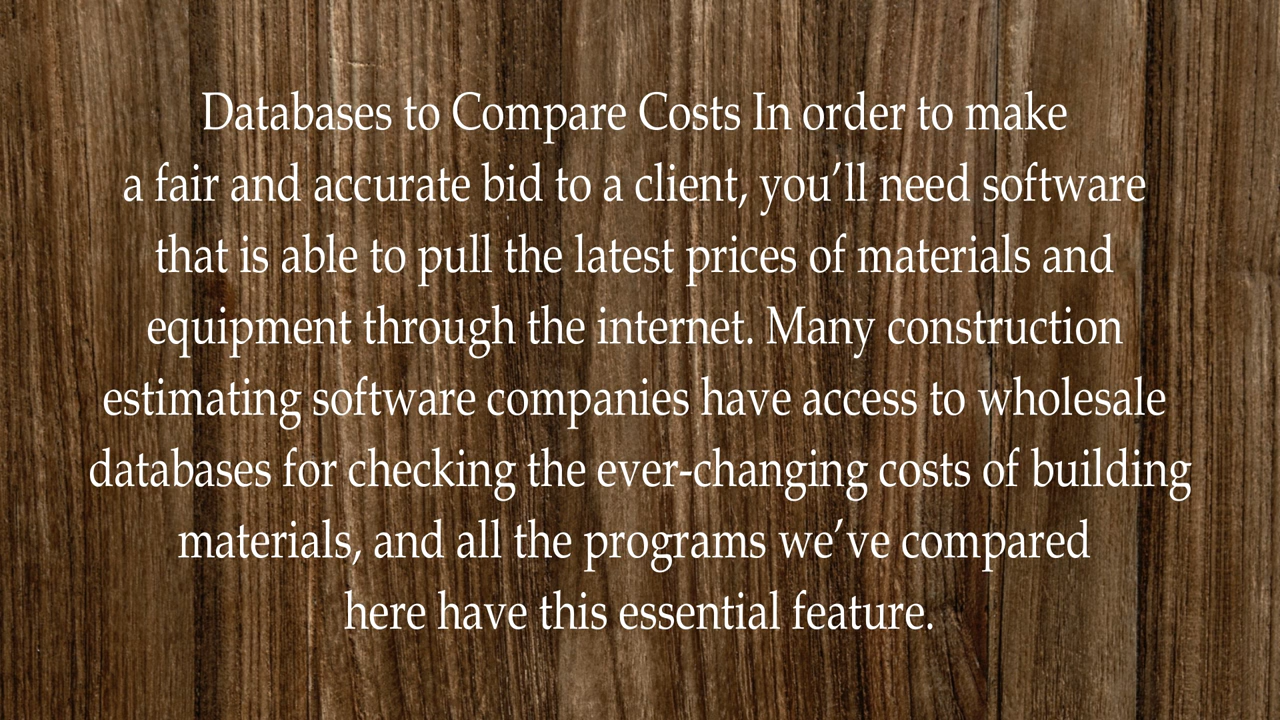 Databases to Compare Costs In order to make
a fair and accurate bid to a client, you’ll need software
that is able to pull the latest prices of materials and
equipment through the internet. Many construction
estimating software companies have access to wholesale
databases for checking the ever-changing costs of building
materials, and all the programs we’ve compared
here have this essential feature.